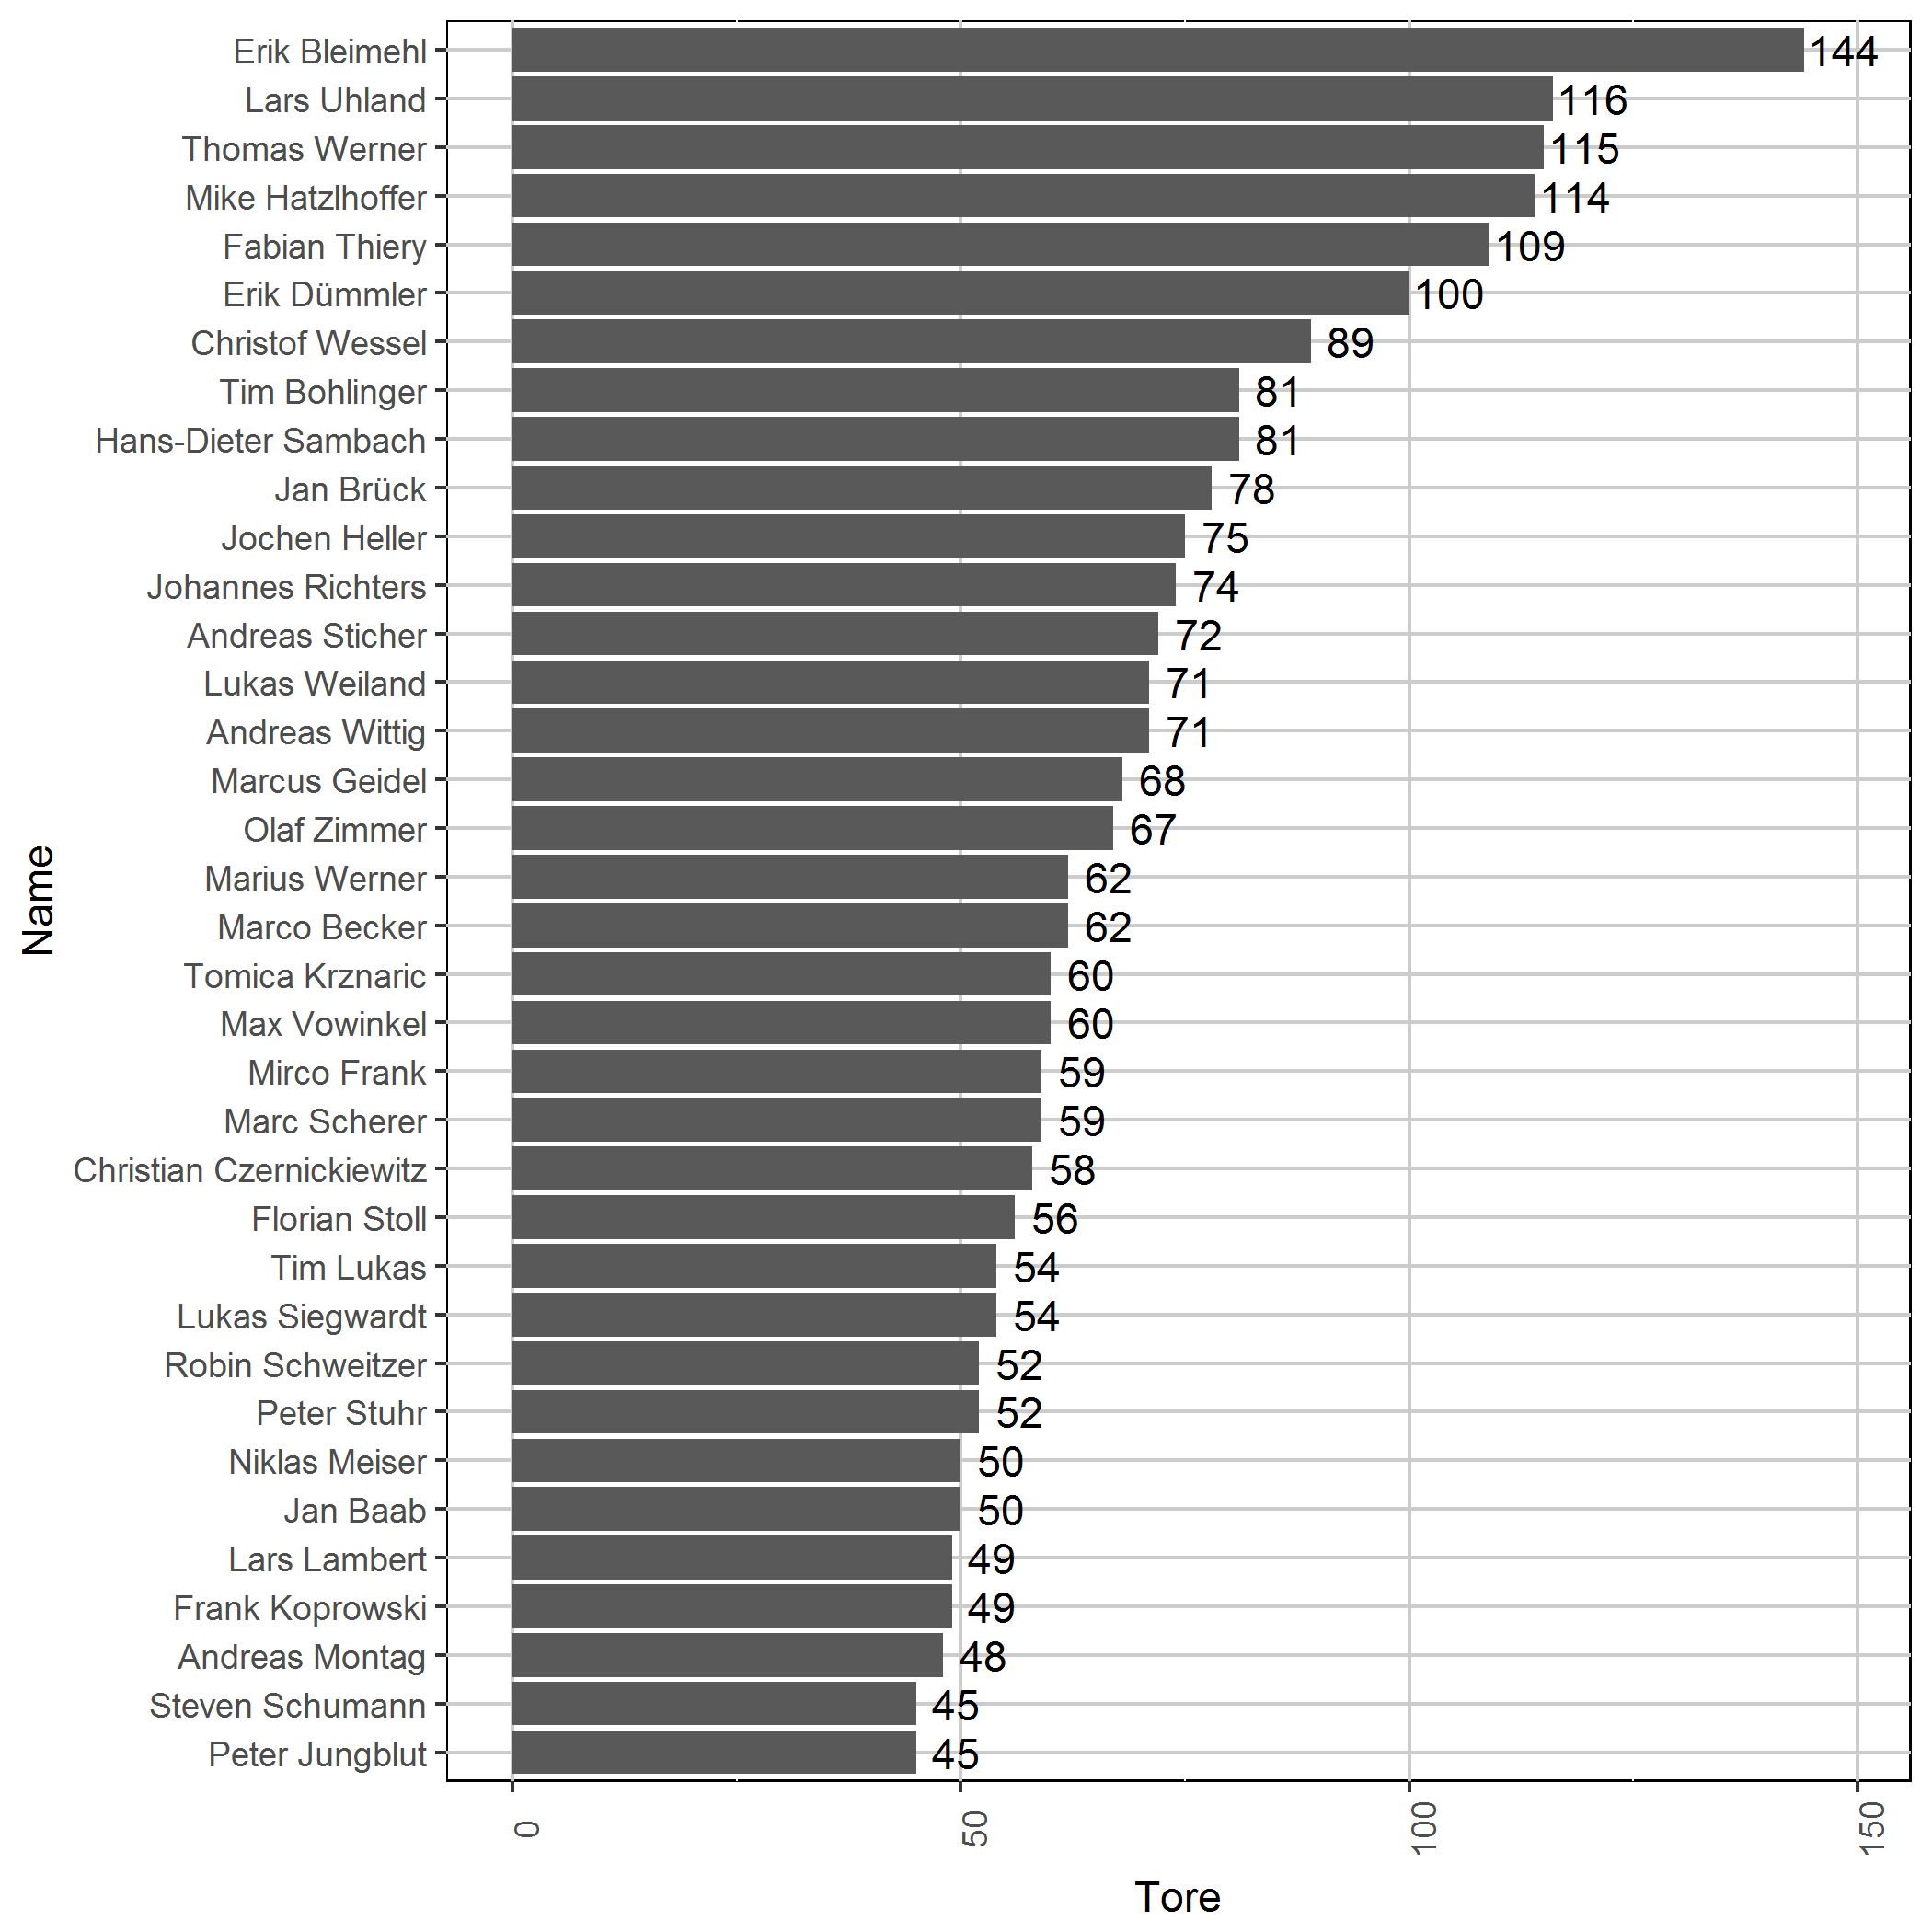 Erik Bleimehl 144
Lars Uhland 116
Thomas Werner 115
Mike Hatzlhoffer 114
Fabian Thiery 109
Erik Dümmler 100
Christof Wessel 89
Tim Bohlinger 81
Hans-Dieter Sambach 81
Jan Brück 78
Jochen Heller 75
Johannes Richters 74
Andreas Sticher 72
Lukas Weiland 71
Andreas Wittig 71
Marcus Geidel 68
Olaf Zimmer 67
Marius Werner 62
Marco Becker 62
Tomica Krznaric 60
Max Vowinkel 60
Mirco Frank 59
Marc Scherer 59
Christian Czernickiewitz 58
Florian Stoll 56
Tim Lukas 54
Lukas Siegwardt 54
Robin Schweitzer 52
Peter Stuhr 52
Niklas Meiser 50
Jan Baab 50
Lars Lambert 49
Frank Koprowski 49
Andreas Montag 48
Steven Schumann 45
Peter Jungblut 45
Name
0 50 100 150
Tore